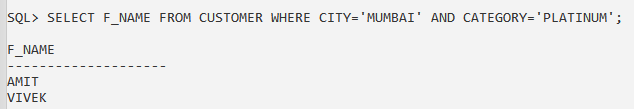 SQL> SELECT F_NAME FROM CUSTOMER WHERE CITY='MUMBAI' AND CATEGORY='PLATINUM';
F_NAME
--------------------
AMIT
VIVEK